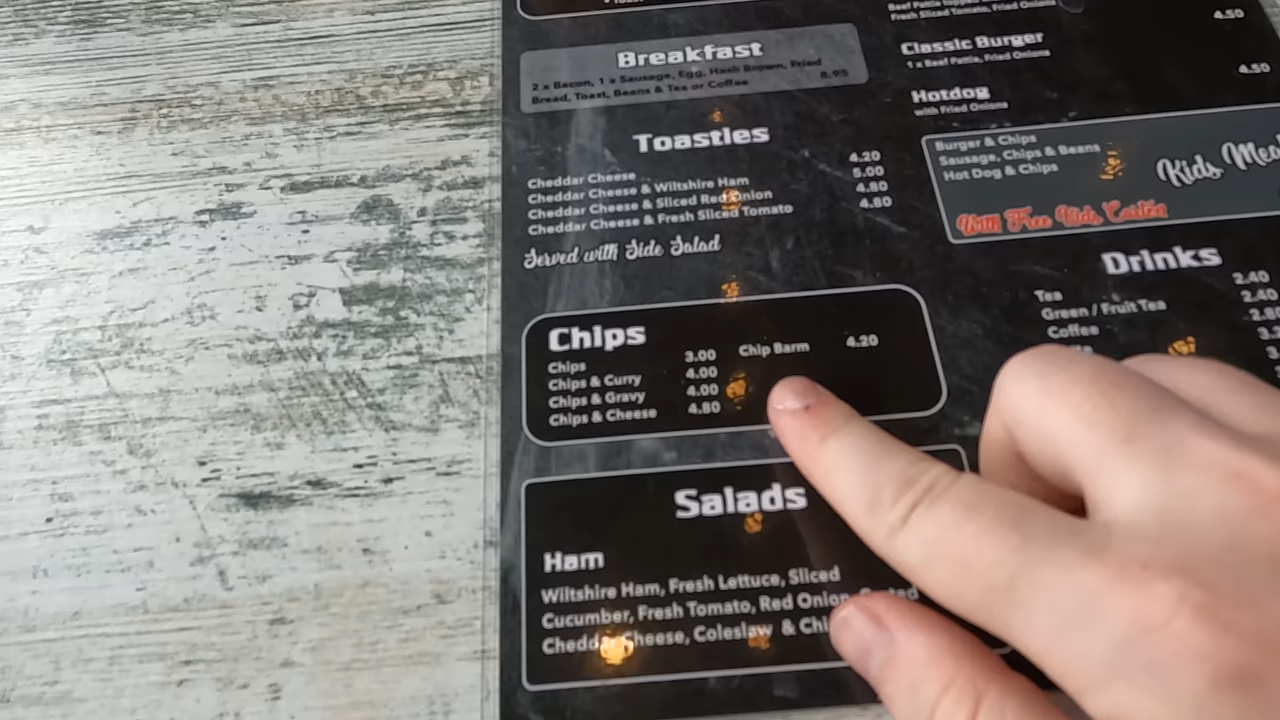 Breakfast
2 x Bacon, 1 x Sausage, Egg, Hash Brown, Fried
Bread, Toast, Beans & Tea or Coffee 8.95
Toasties
Cheddar Cheese 4.20
Cheddar Cheese & Wiltshire Ham 5.00
Cheddar Cheese & Sliced Red Onion 4.80
Cheddar Cheese & Fresh Sliced Tomato 4.80
Served with Side Salad
Chips
Chips 3.00
Chips & Curry 4.00
Chips & Gravy 4.00
Chips & Cheese 4.80
Chip Barm 4.20
Salads
Ham
Wiltshire Ham, Fresh Lettuce, Sliced
Cucumber, Fresh Tomato, Red Onion,
Cheddar Cheese, Coleslaw &
Beef Pattie topped
Fresh Sliced Tomato, Fried Onions
4.50
Classic Burger
1 x Beef Pattie, Fried Onions
4.50
Hotdog
with Fried Onions
Burger & Chips
Sausage, Chips & Beans
Hot Dog & Chips
Kids
With Free Kids
Drinks
Tea 2.40
Green / Fruit Tea 2.40
Coffee